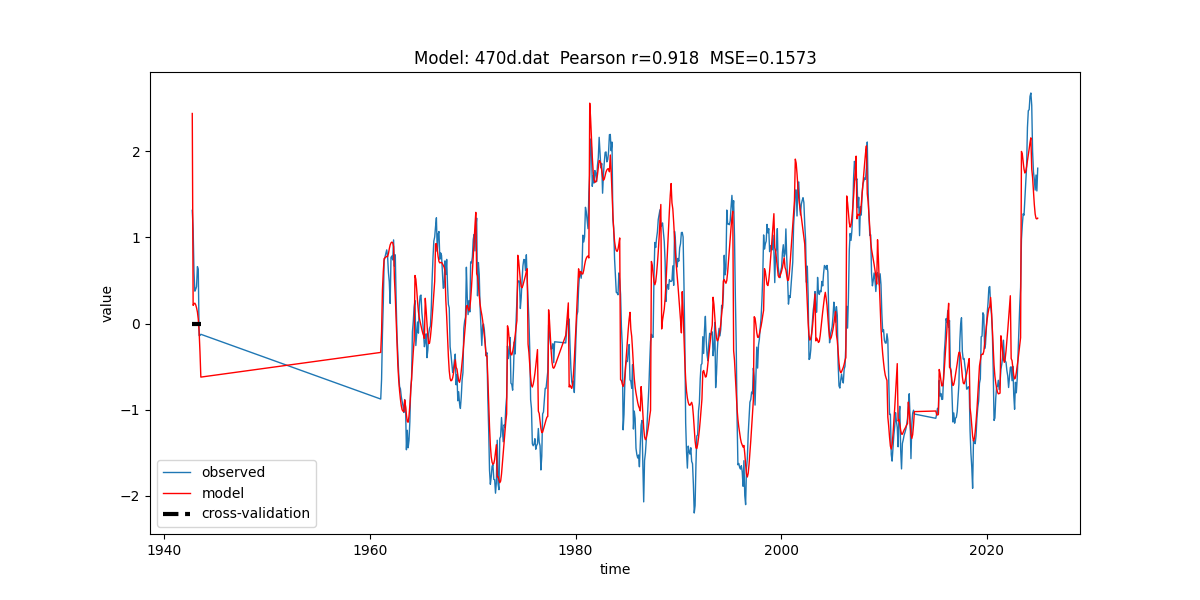 Model: 470d.dat  Pearson r=0.918  MSE=0.1573
value
2
1
0
−1
−2
observed
model
cross-validation
1940
1960
1980
2000
2020
time